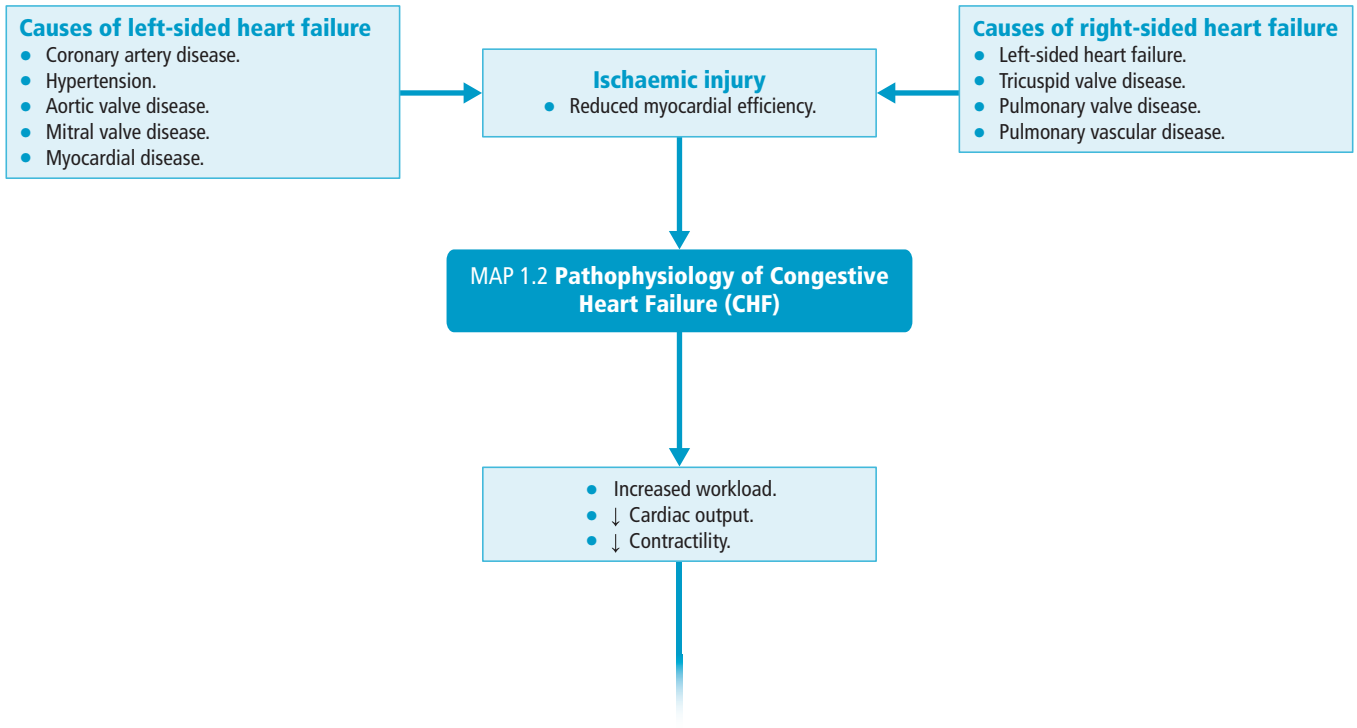 Causes of left-sided heart failure
● Coronary artery disease.
● Hypertension.
● Aortic valve disease.
● Mitral valve disease.
● Myocardial disease.
Ischaemic injury
● Reduced myocardial efficiency.
Causes of right-sided heart failure
● Left-sided heart failure.
● Tricuspid valve disease.
● Pulmonary valve disease.
● Pulmonary vascular disease.
MAP 1.2 Pathophysiology of Congestive
Heart Failure (CHF)
● Increased workload.
● ↓ Cardiac output.
● ↓ Contractility.